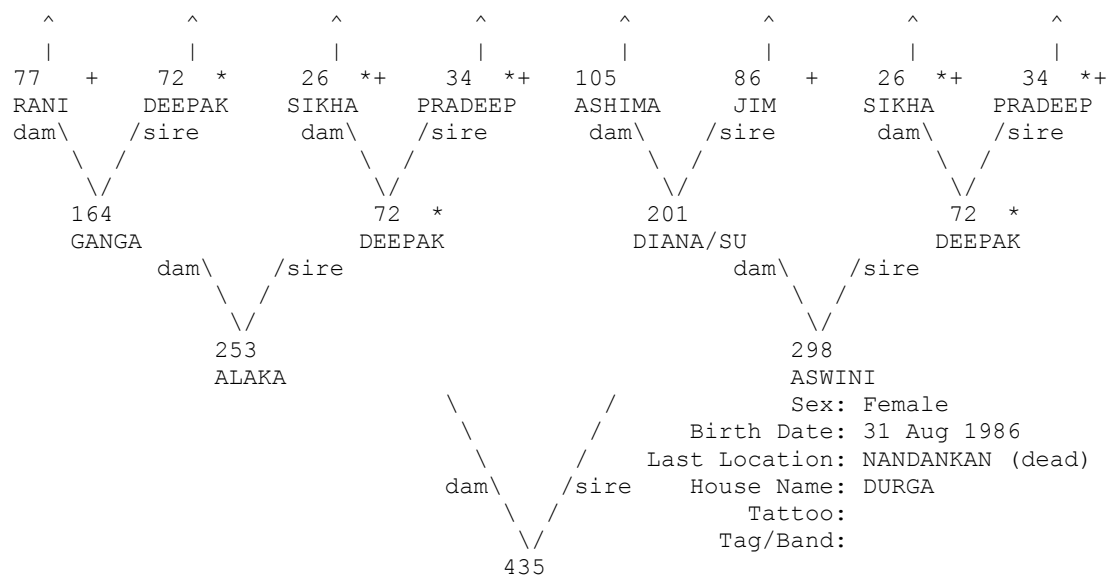 ^ ^ ^ ^ ^ ^ ^ ^
| | | | | | | |
77 + 72 * 26 *+ 34 *+ 105 86 + 26 *+ 34 *+
RANI DEEPAK SIKHA PRADEEP ASHIMA JIM SIKHA PRADEEP
dam\ /sire dam\ /sire dam\ /sire dam\ /sire
\ / \ / \ / \ /
\/ \/ \/ \/
164 72 * 201 72 *
GANGA DEEPAK DIANA/SU DEEPAK
dam\ /sire dam\ /sire
\ / \ /
\/ \/
253 298
ALAKA ASWINI
\ / Sex: Female
\ / Birth Date: 31 Aug 1986
\ / Last Location: NANDANKAN (dead)
dam\ /sire House Name: DURGA
\ / Tattoo:
\/ Tag/Band:
435